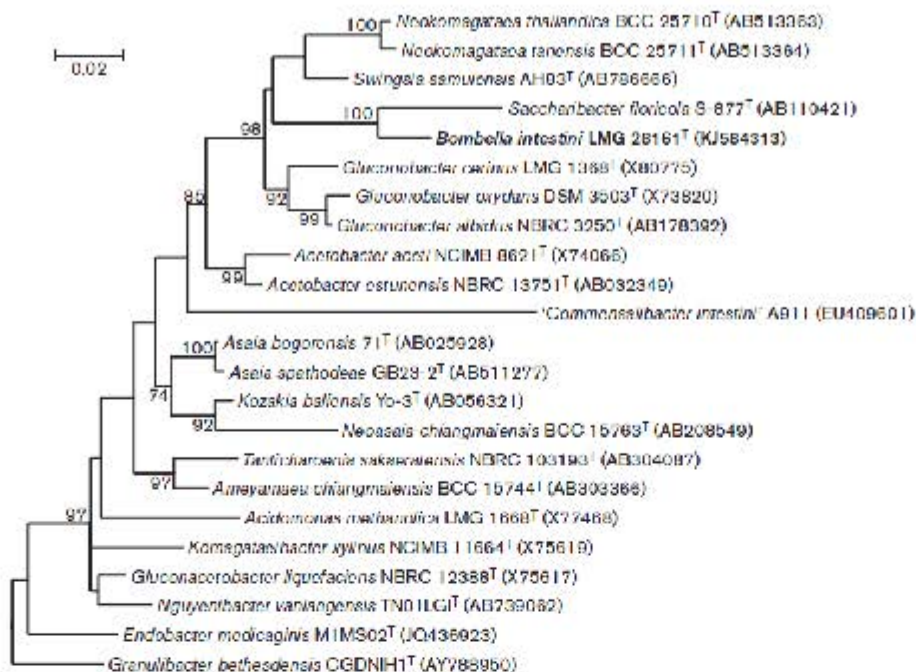 100 Neokomagataea thailandica BCC 25710T (AB513363)
Neokomagataea tanensis BCC 25711T (AB513364)
0.02
Swingsia samuiensis AH83T (AB786666)
100 Saccharibacter floricola S-877T (AB110421)
98 Bombella intestini LMG 28161T (KJ584313)
Gluconobacter cerinus LMG 1368T (X80775)
85 92 Gluconobacter oxydans DSM 3503T (X73820)
99 Gluconobacter albidus NBRC 3250T (AB178392)
Acetobacter aceti NCIMB 8621T (X74066)
99 Acetobacter estunensis NBRC 13751T (AB032349)
'Commensalibacter intestini' A911 (EU409601)
100 Asaia bogorensis 71T (AB025928)
Asaia spathodeae GB23-2T (AB511277)
74 Kozakia baliensis Yo-3T (AB056321)
92 Neoasaia chiangmaiensis BCC 15763T (AB208549)
Tanticharoenia sakaeratensis NBRC 103193T (AB304087)
97 Ameyamaea chiangmaiensis BCC 15744T (AB303366)
97 Acidomonas methanolica LMG 1668T (X77468)
Komagataeibacter xylinus NCIMB 11664T (X75619)
Gluconacetobacter liquefaciens NBRC 12388T (X75617)
Nguyenibacter vanlangensis TN01LGIT (AB739062)
Endobacter medicaginis M1MS02T (JQ436923)
Granulibacter bethesdensis CGDNIH1T (AY788950)